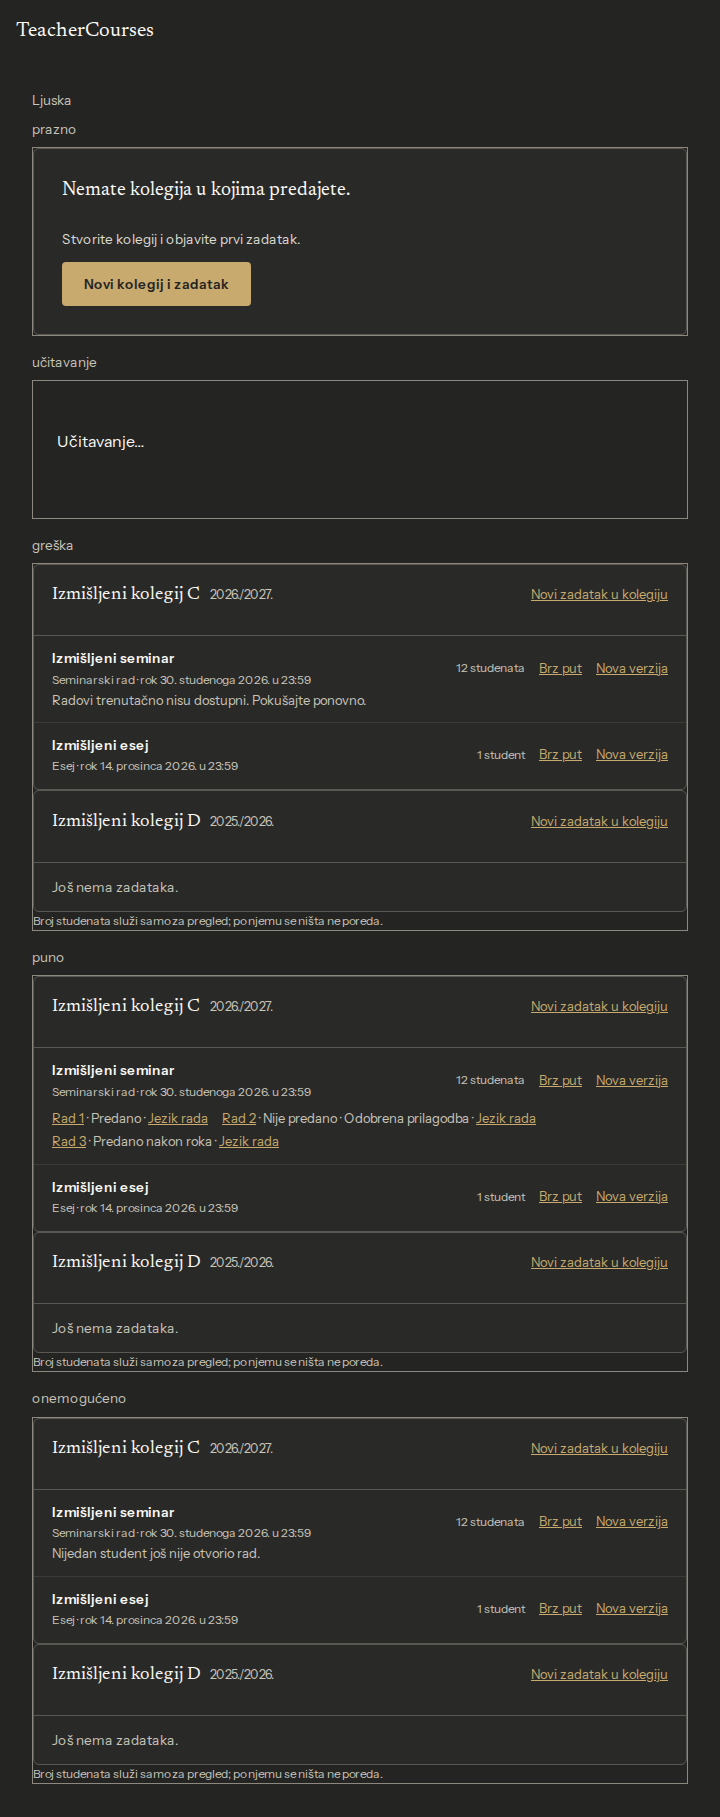 TeacherCourses
Ljuska
prazno
Nemate kolegija u kojima predajete.
Stvorite kolegij i objavite prvi zadatak.
Novi kolegij i zadatak
učitavanje
Učitavanje…
greška
Izmišljeni kolegij C 2026./2027. Novi zadatak u kolegiju
Izmišljeni seminar
12 studenata Brz put Nova verzija
Seminarski rad · rok 30. studenoga 2026. u 23:59
Radovi trenutačno nisu dostupni. Pokušajte ponovno.
Izmišljeni esej
1 student Brz put Nova verzija
Esej · rok 14. prosinca 2026. u 23:59
Izmišljeni kolegij D 2025./2026. Novi zadatak u kolegiju
Još nema zadataka.
Broj studenata služi samo za pregled; po njemu se ništa ne poreda.
puno
Izmišljeni kolegij C 2026./2027. Novi zadatak u kolegiju
Izmišljeni seminar
12 studenata Brz put Nova verzija
Seminarski rad · rok 30. studenoga 2026. u 23:59
Rad 1 · Predano · Jezik rada Rad 2 · Nije predano · Odobrena prilagodba · Jezik rada
Rad 3 · Predano nakon roka · Jezik rada
Izmišljeni esej
1 student Brz put Nova verzija
Esej · rok 14. prosinca 2026. u 23:59
Izmišljeni kolegij D 2025./2026. Novi zadatak u kolegiju
Još nema zadataka.
Broj studenata služi samo za pregled; po njemu se ništa ne poreda.
onemogućeno
Izmišljeni kolegij C 2026./2027. Novi zadatak u kolegiju
Izmišljeni seminar
12 studenata Brz put Nova verzija
Seminarski rad · rok 30. studenoga 2026. u 23:59
Nijedan student još nije otvorio rad.
Izmišljeni esej
1 student Brz put Nova verzija
Esej · rok 14. prosinca 2026. u 23:59
Izmišljeni kolegij D 2025./2026. Novi zadatak u kolegiju
Još nema zadataka.
Broj studenata služi samo za pregled; po njemu se ništa ne poreda.